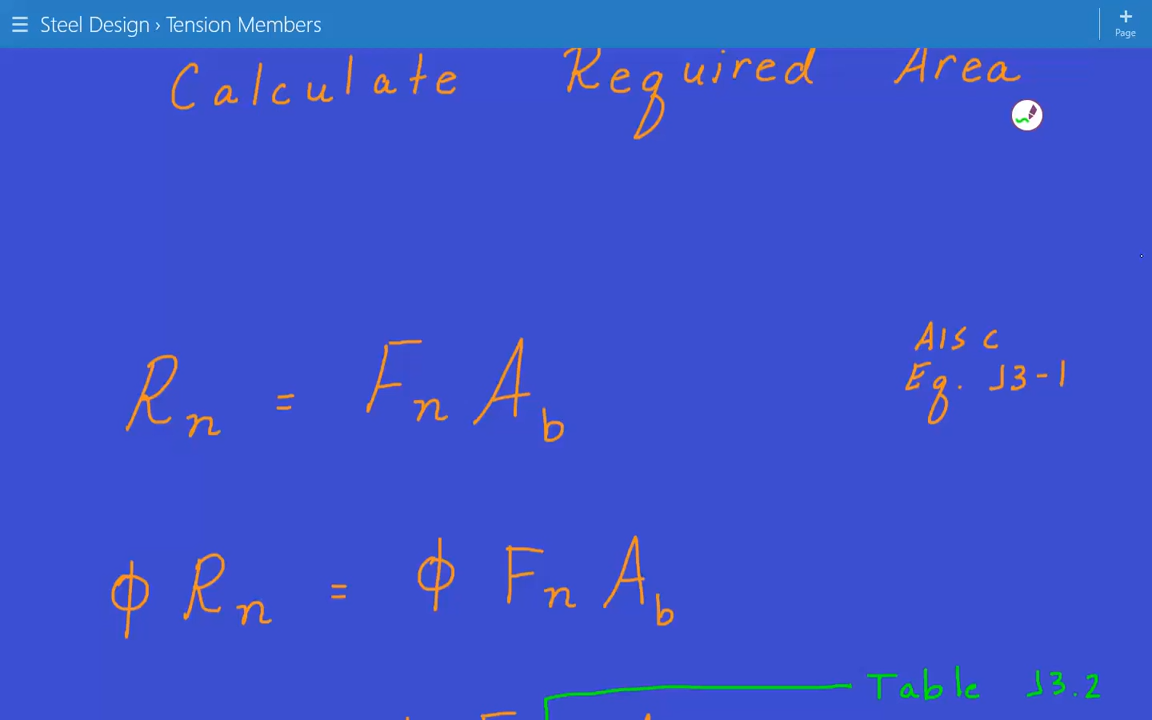 Steel Design › Tension Members
Page
Calculate Required Area
AISC
Rn = Fn Ab
Eq. J3-1
ϕ Rn = ϕ Fn Ab
Table J3.2